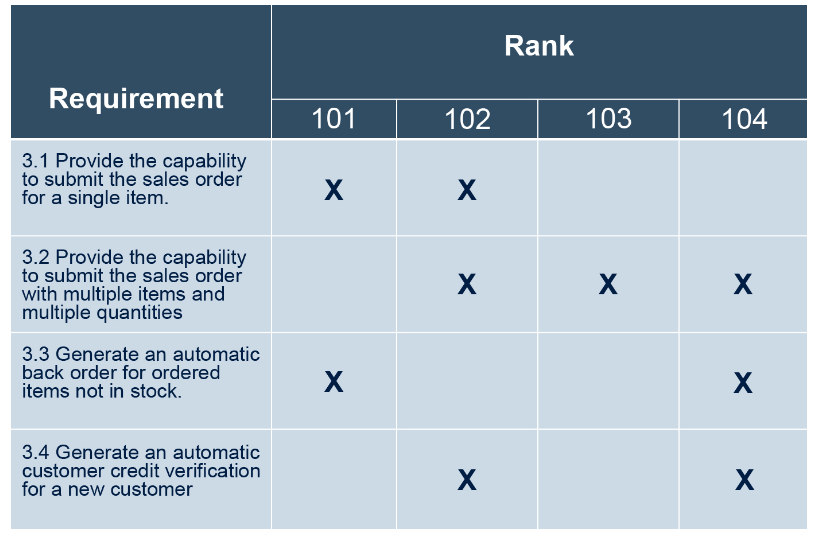 Requirement
Rank
101 102 103 104
3.1 Provide the capability
to submit the sales order
for a single item.
X X
3.2 Provide the capability
to submit the sales order
with multiple items and
multiple quantities
X X X
3.3 Generate an automatic
back order for ordered
items not in stock.
X X
3.4 Generate an automatic
customer credit verification
for a new customer
X X